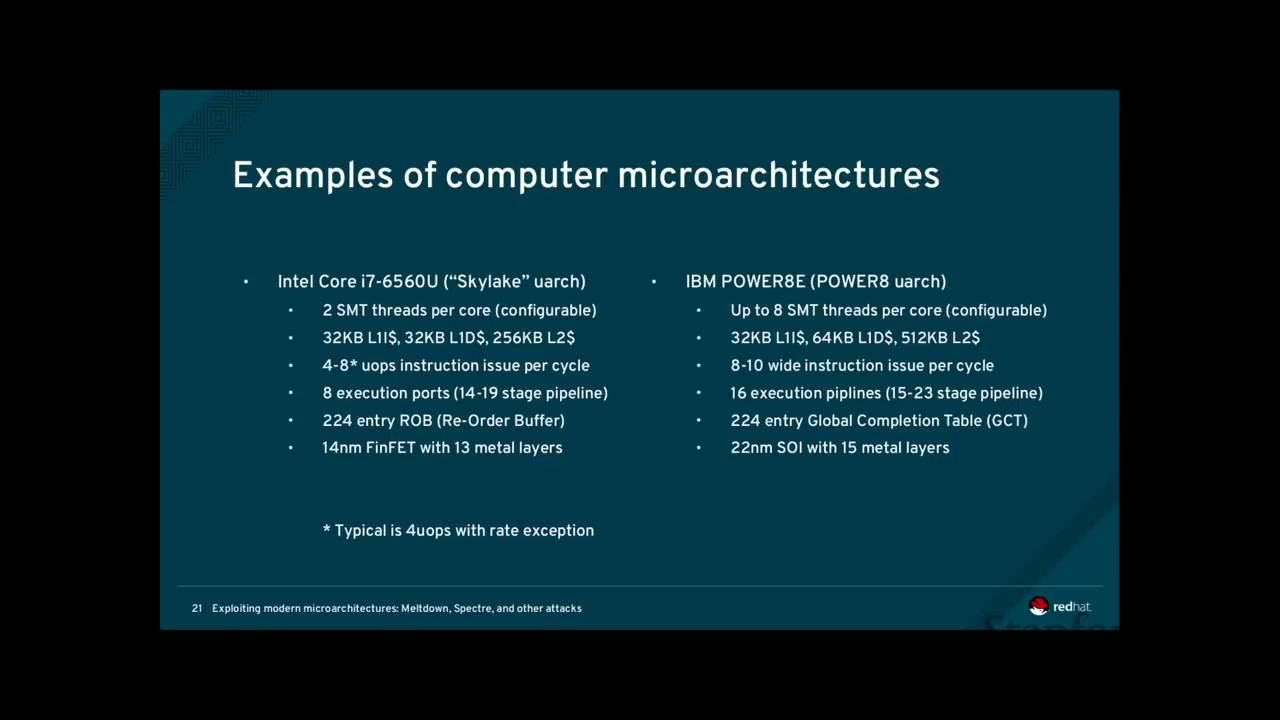 Examples of computer microarchitectures
• Intel Core i7-6560U (“Skylake” uarch)
• 2 SMT threads per core (configurable)
• 32KB L1I$, 32KB L1D$, 256KB L2$
• 4-8* uops instruction issue per cycle
• 8 execution ports (14-19 stage pipeline)
• 224 entry ROB (Re-Order Buffer)
• 14nm FinFET with 13 metal layers
* Typical is 4uops with rate exception
• IBM POWER8E (POWER8 uarch)
• Up to 8 SMT threads per core (configurable)
• 32KB L1I$, 64KB L1D$, 512KB L2$
• 8-10 wide instruction issue per cycle
• 16 execution piplines (15-23 stage pipeline)
• 224 entry Global Completion Table (GCT)
• 22nm SOI with 15 metal layers
21 Exploiting modern microarchitectures: Meltdown, Spectre, and other attacks
redhat.